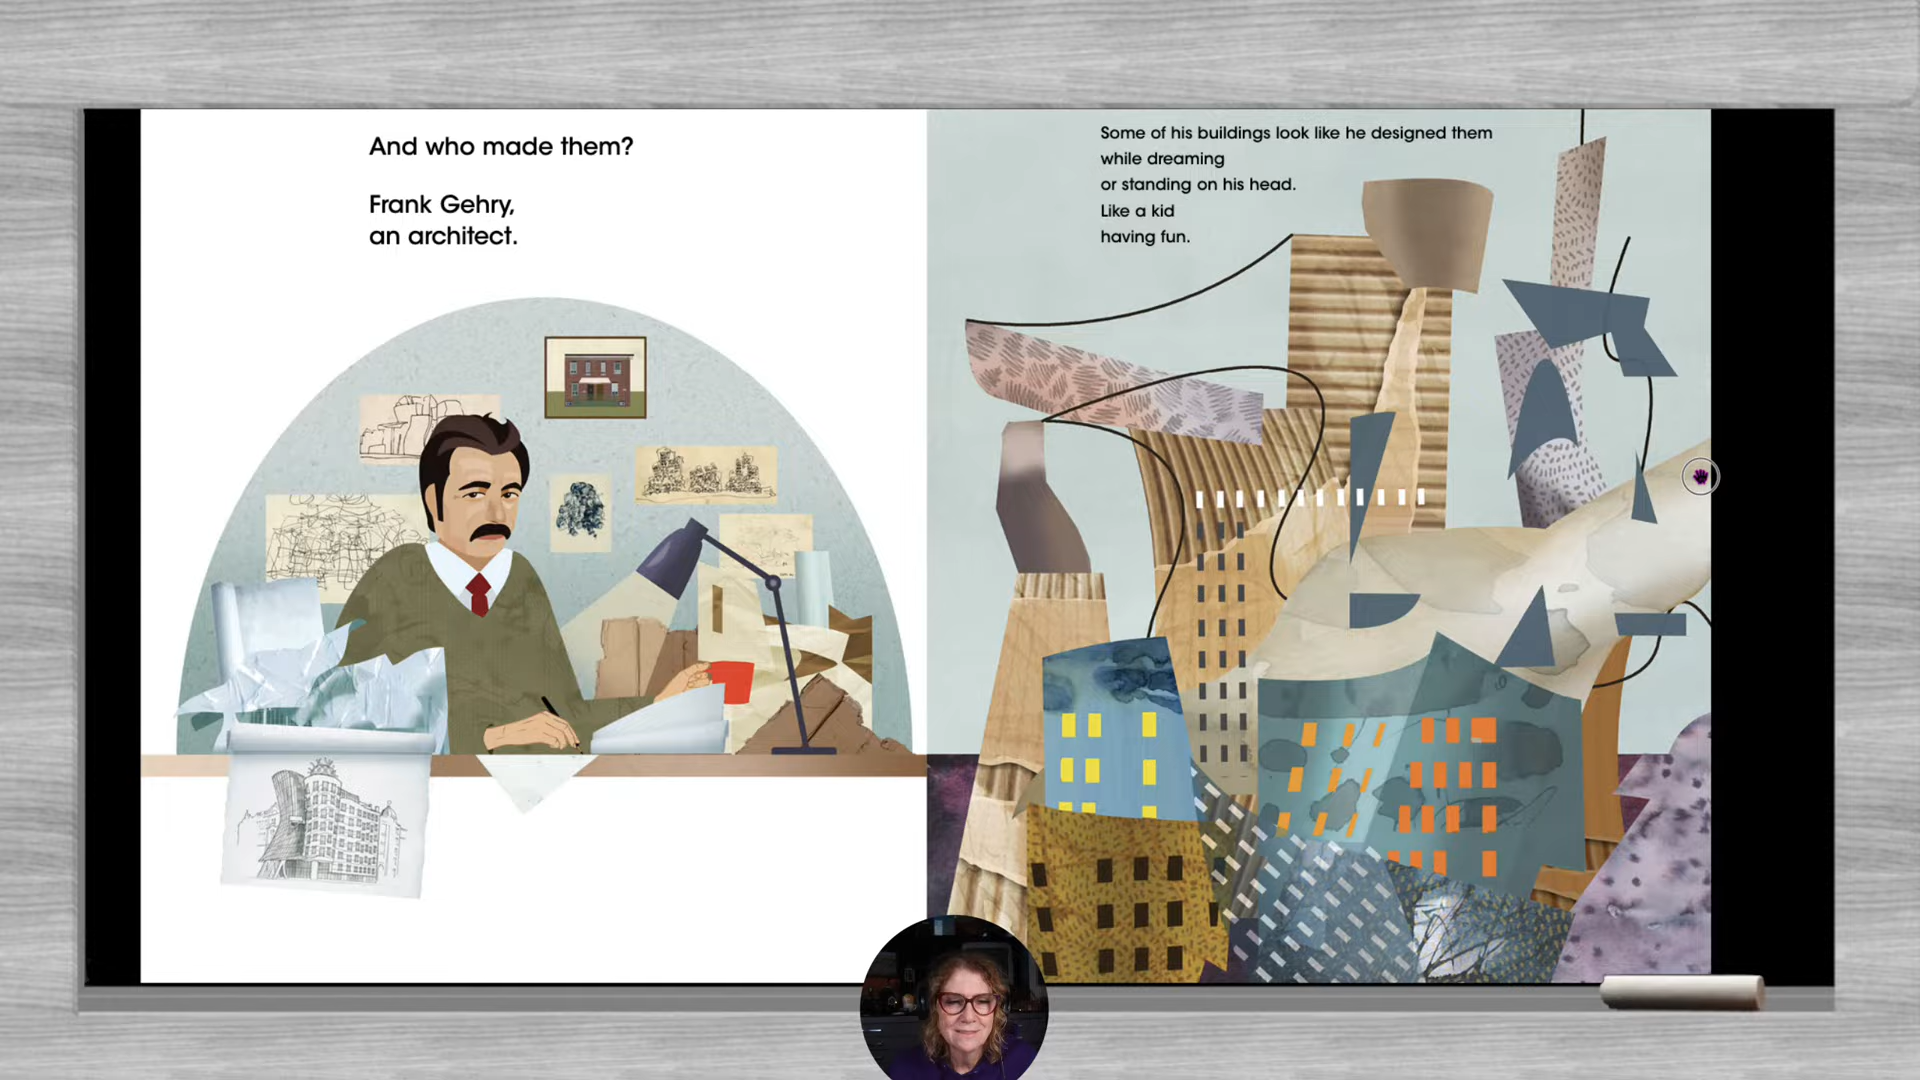 And who made them?
Frank Gehry,
an architect.
Some of his buildings look like he designed them
while dreaming
or standing on his head.
Like a kid
having fun.